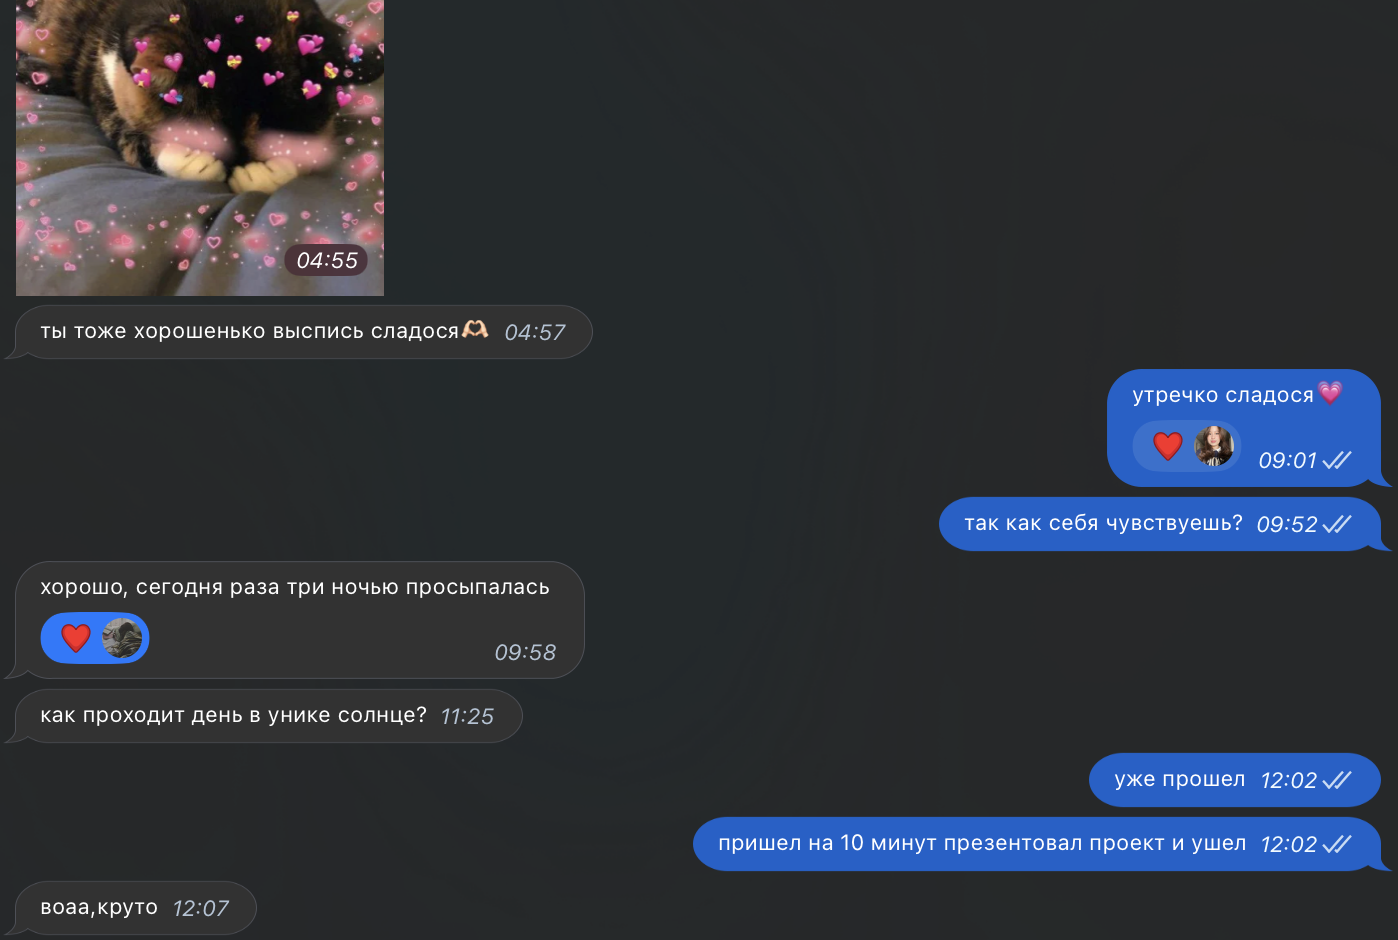 04:55
ты тоже хорошенько выспись сладося🫶🏻 04:57
утречко сладося💗
❤️ 09:01
так как себя чувствуешь? 09:52
хорошо, сегодня раза три ночью просыпалась
❤️ 09:58
как проходит день в унике солнце? 11:25
уже прошел 12:02
пришел на 10 минут презентовал проект и ушел 12:02
воаа,круто 12:07